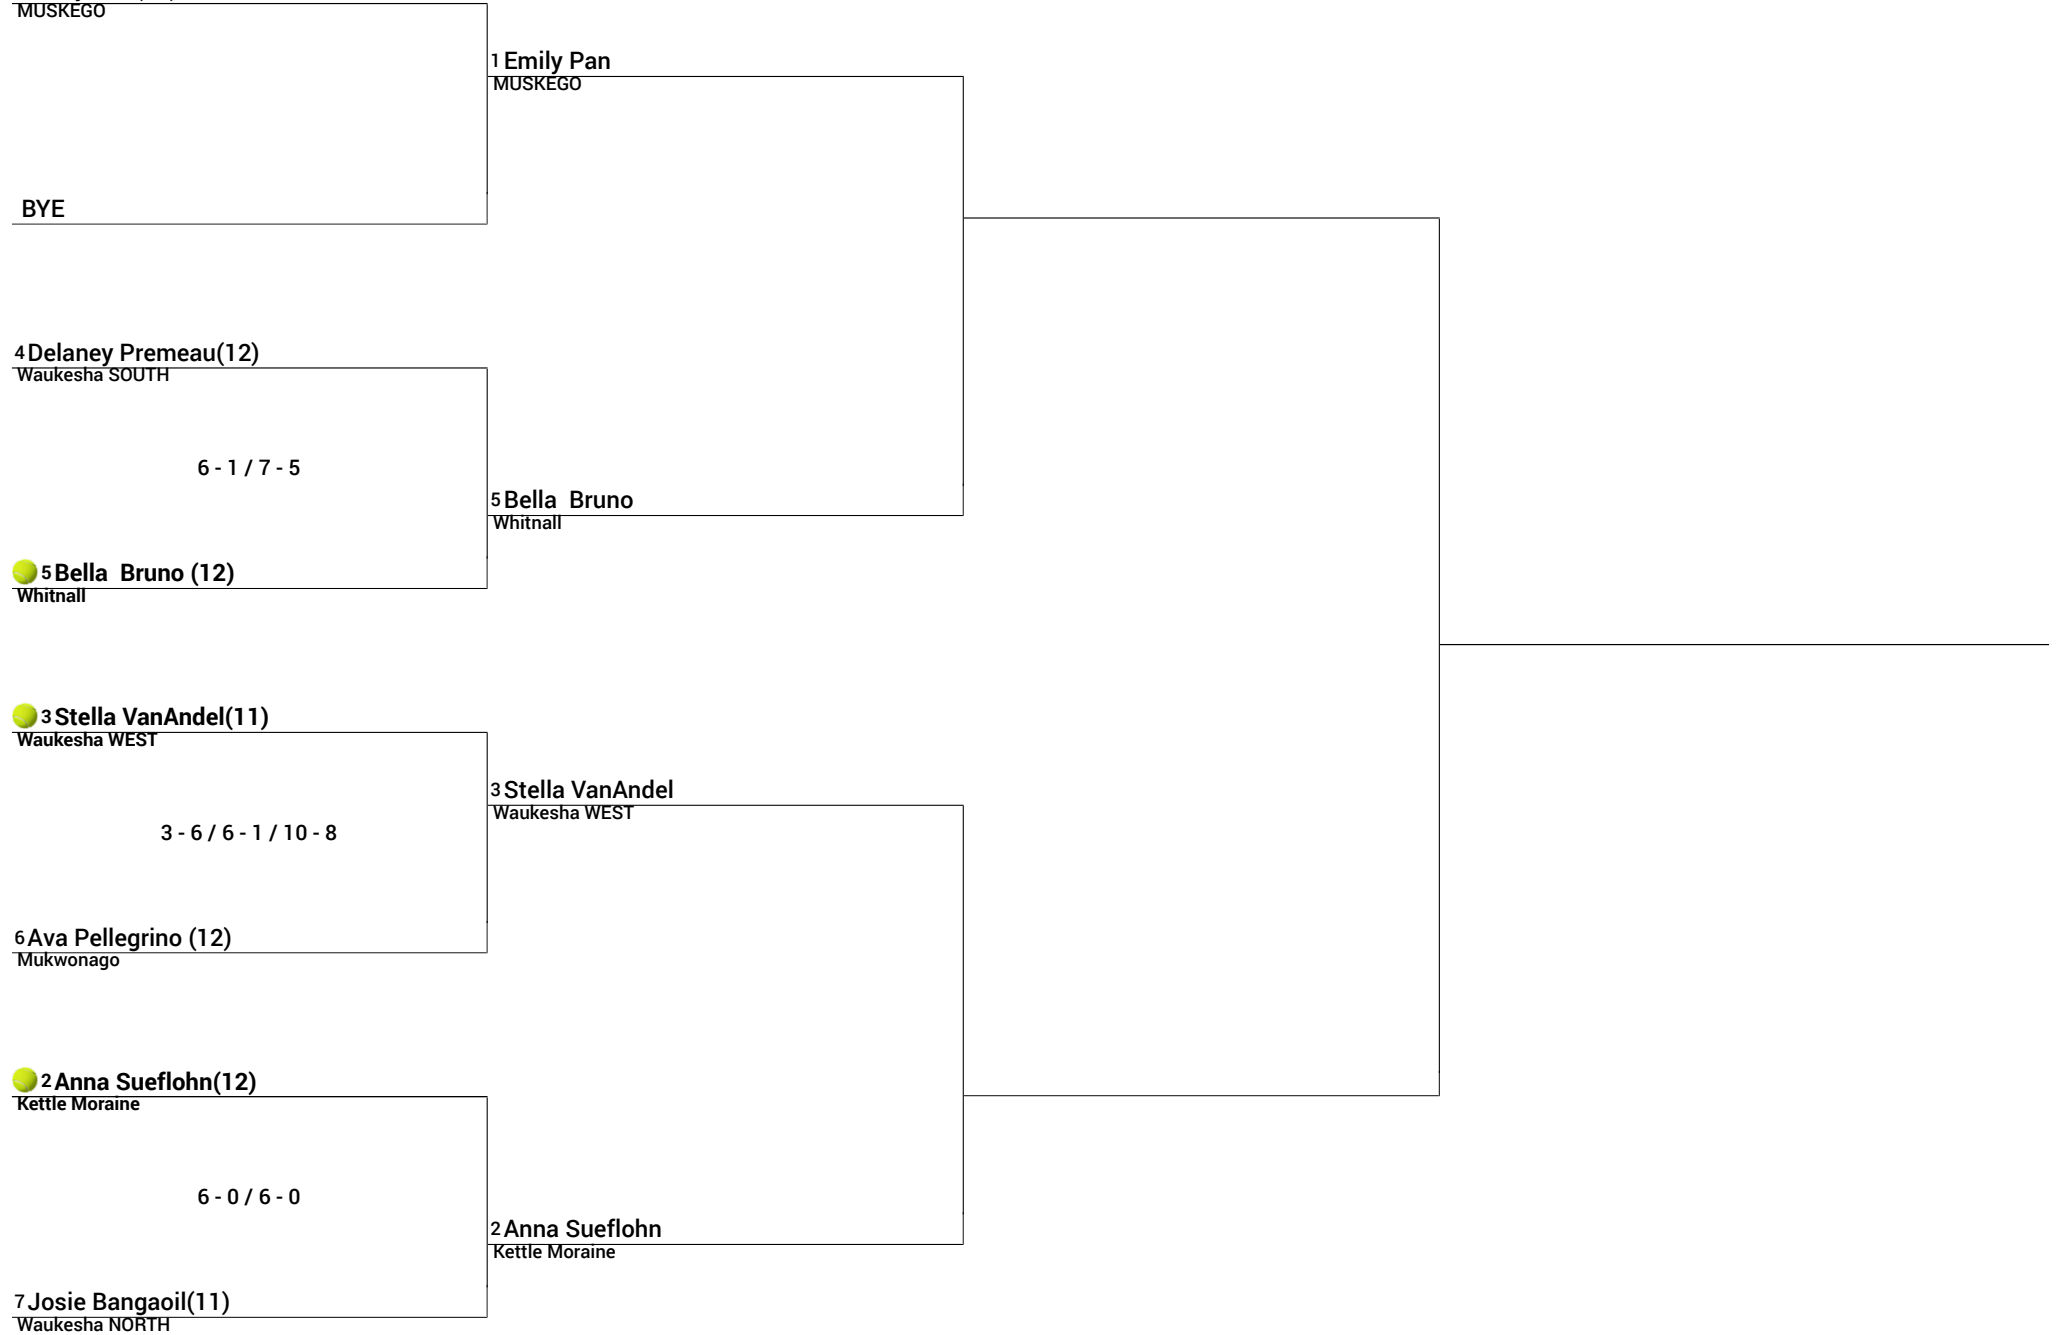 MUSKEGO
1 Emily Pan
MUSKEGO
BYE
4 Delaney Premeau(12)
Waukesha SOUTH
6 - 1 / 7 - 5
5 Bella  Bruno
Whitnall
5 Bella  Bruno (12)
Whitnall
3 Stella VanAndel(11)
Waukesha WEST
3 Stella VanAndel
Waukesha WEST
3 - 6 / 6 - 1 / 10 - 8
6 Ava Pellegrino (12)
Mukwonago
2 Anna Sueflohn(12)
Kettle Moraine
6 - 0 / 6 - 0
2 Anna Sueflohn
Kettle Moraine
7 Josie Bangaoil(11)
Waukesha NORTH